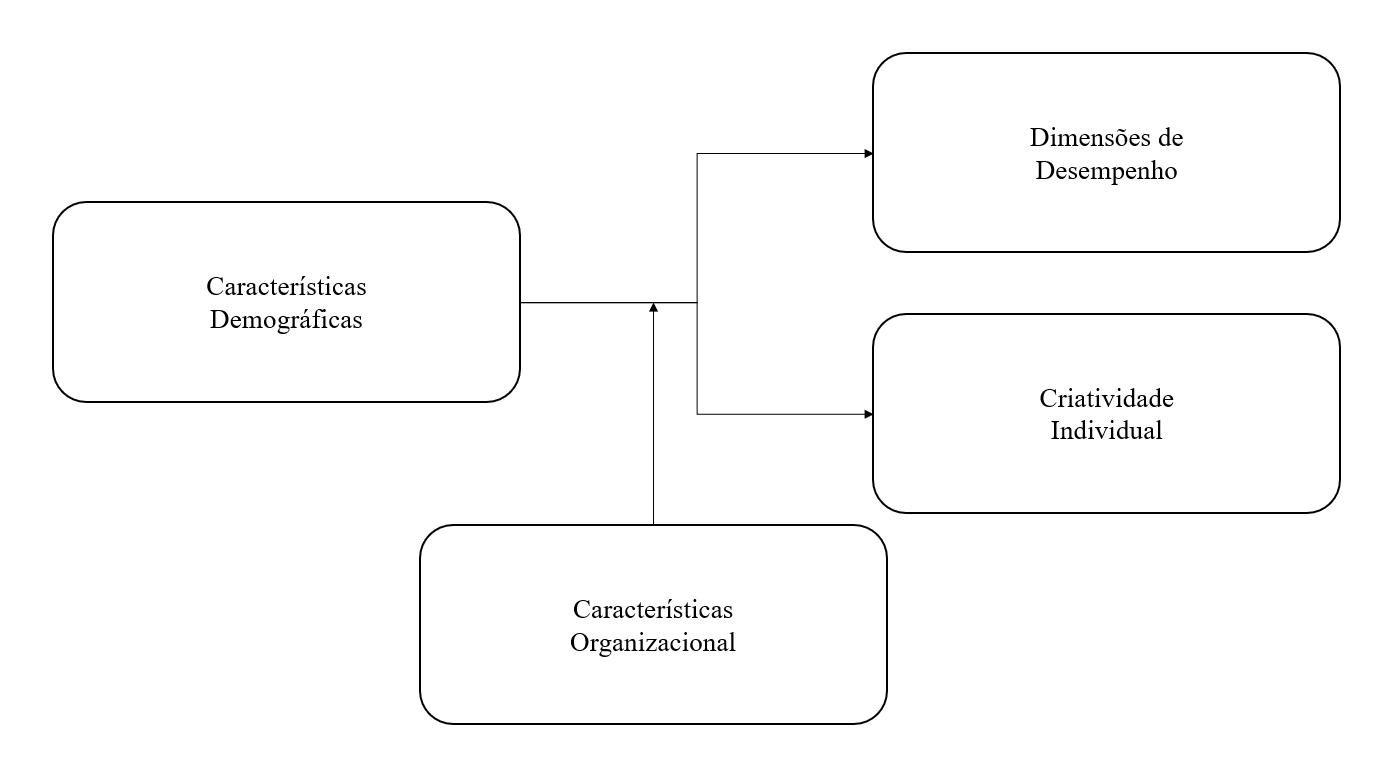 Características
Demográficas
Dimensões de
Desempenho
Criatividade
Individual
Características
Organizacional